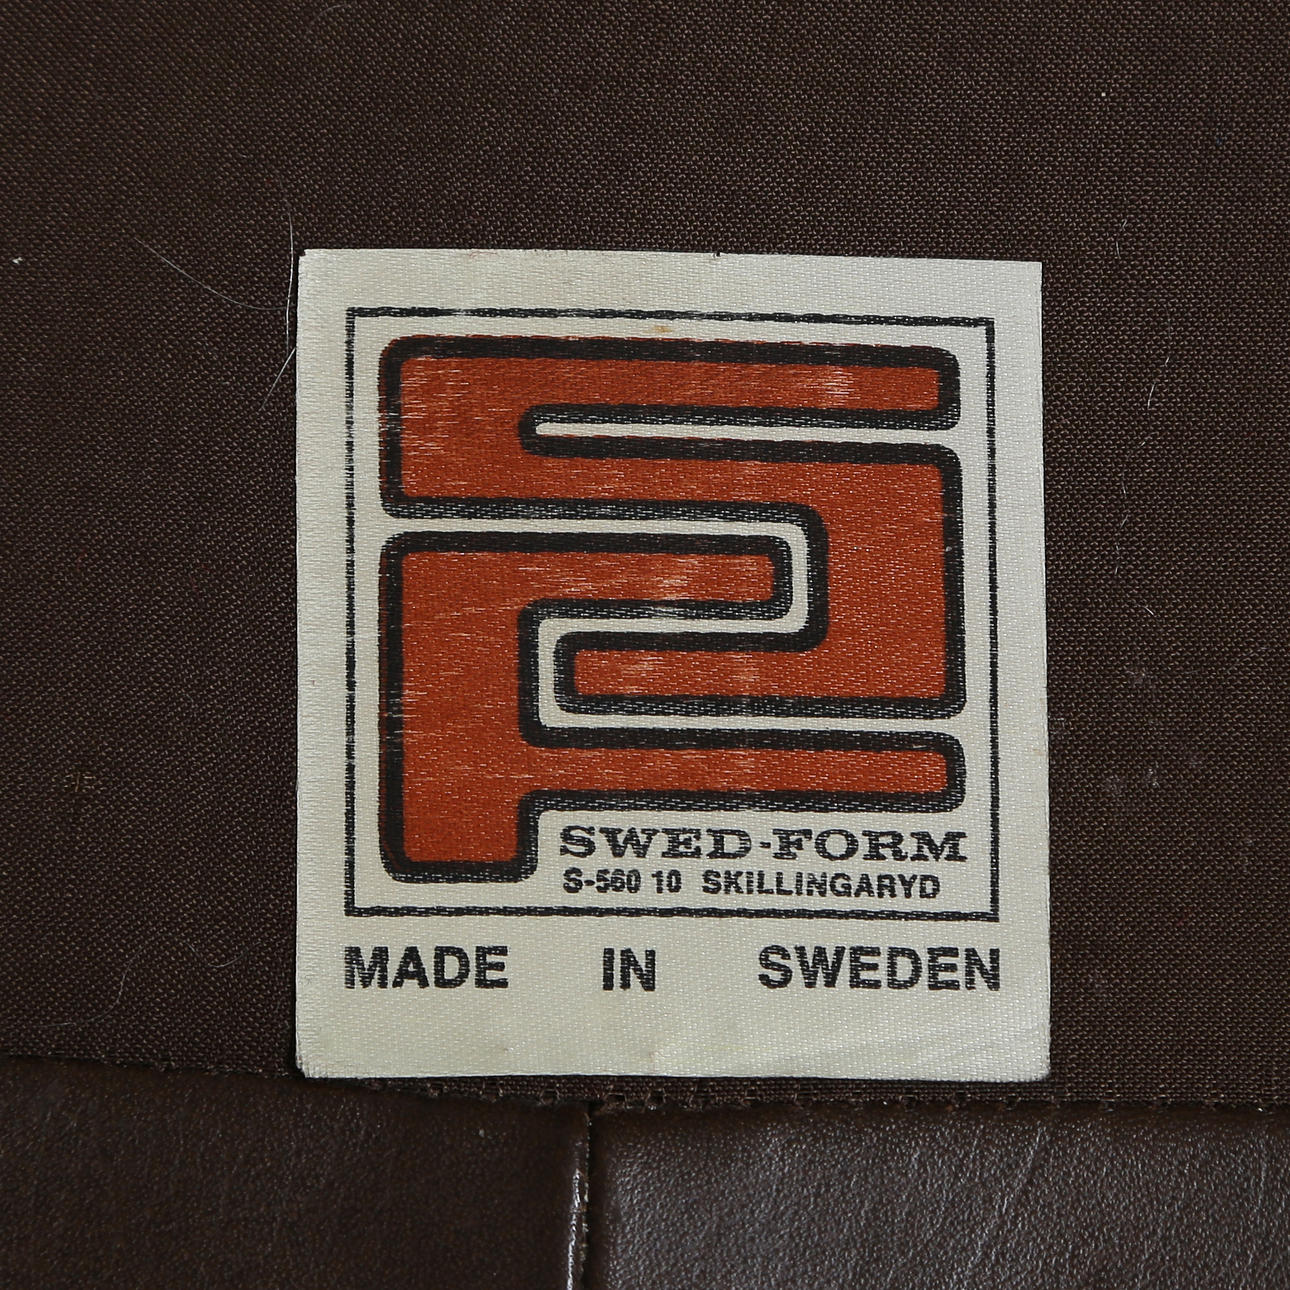 SWED-FORM
S-560 10 SKILLINGARYD
MADE IN SWEDEN